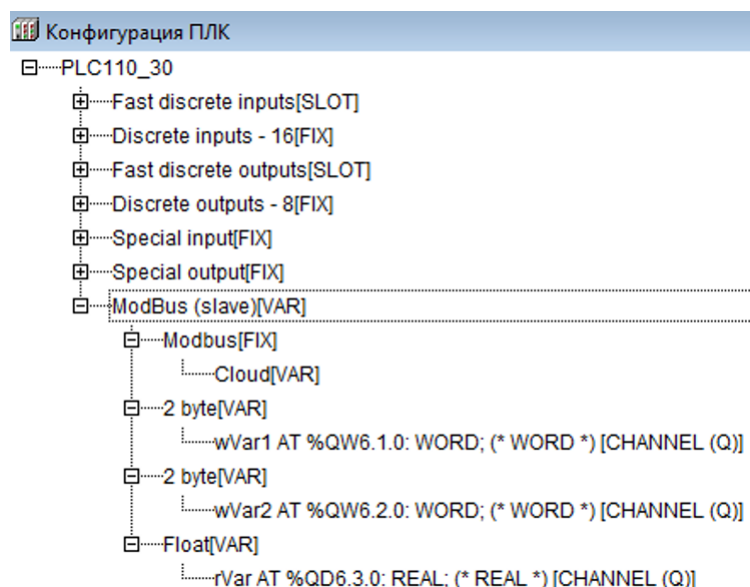 Конфигурация ПЛК
PLC110_30
Fast discrete inputs[SLOT]
Discrete inputs - 16[FIX]
Fast discrete outputs[SLOT]
Discrete outputs - 8[FIX]
Special input[FIX]
Special output[FIX]
ModBus (slave)[VAR]
Modbus[FIX]
Cloud[VAR]
2 byte[VAR]
wVar1 AT %QW6.1.0: WORD; (* WORD *) [CHANNEL (Q)]
2 byte[VAR]
wVar2 AT %QW6.2.0: WORD; (* WORD *) [CHANNEL (Q)]
Float[VAR]
rVar AT %QD6.3.0: REAL; (* REAL *) [CHANNEL (Q)]